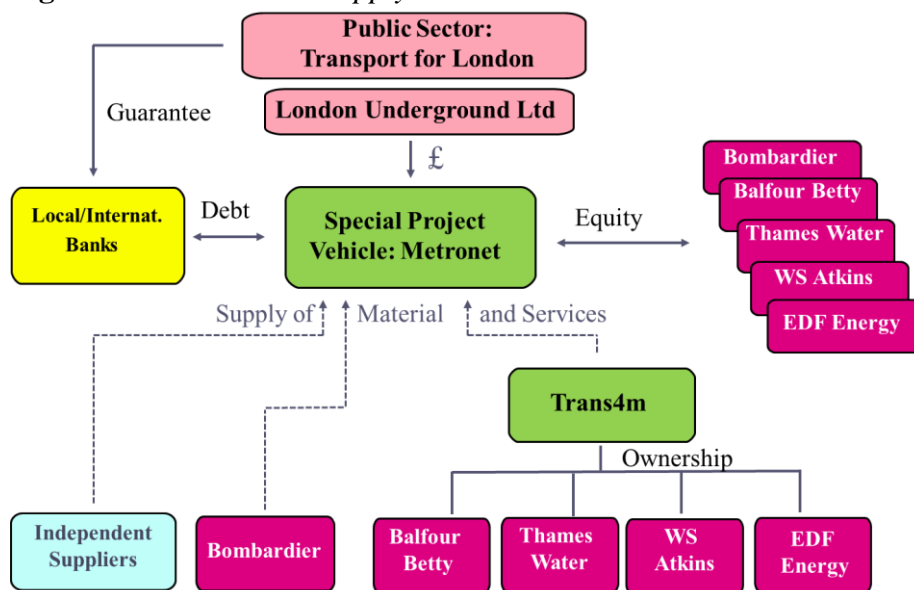 Public Sector:
Transport for London
London Underground Ltd
Guarantee
£
Local/Internat.
Banks
Debt
Special Project
Vehicle: Metronet
Equity
Bombardier
Balfour Betty
Thames Water
WS Atkins
EDF Energy
Supply of Material and Services
Trans4m
Ownership
Independent
Suppliers
Bombardier
Balfour
Betty
Thames
Water
WS
Atkins
EDF
Energy